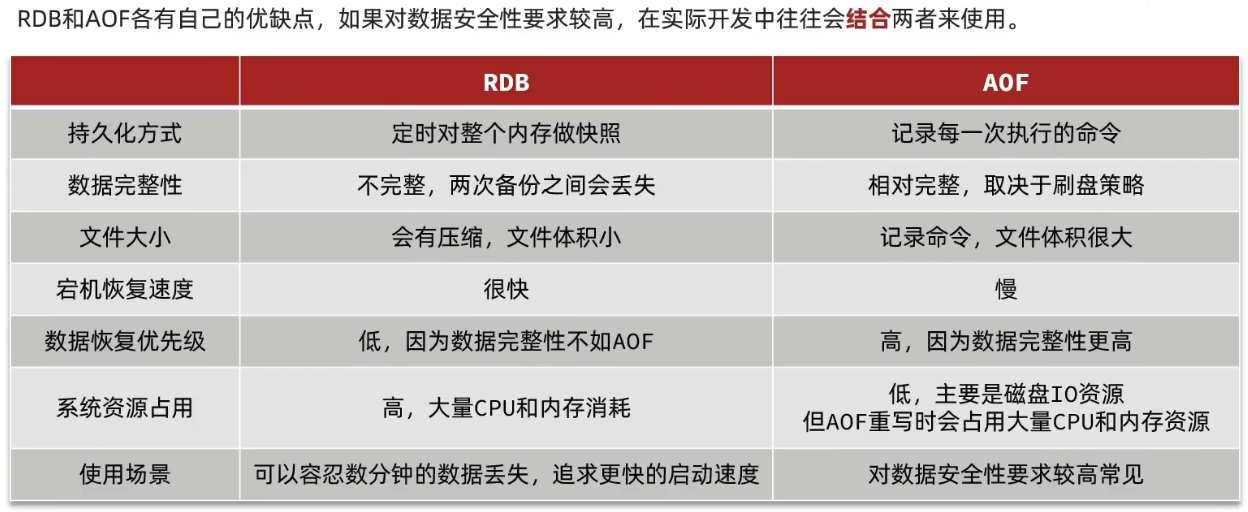 RDB和AOF各有自己的优缺点，如果对数据安全性要求较高，在实际开发中往往会结合两者来使用。
RDB AOF
持久化方式 定时对整个内存做快照 记录每一次执行的命令
数据完整性 不完整，两次备份之间会丢失 相对完整，取决于刷盘策略
文件大小 会有压缩，文件体积小 记录命令，文件体积很大
宕机恢复速度 很快 慢
数据恢复优先级 低，因为数据完整性不如AOF 高，因为数据完整性更高
系统资源占用 高，大量CPU和内存消耗 低，主要是磁盘IO资源
但AOF重写时会占用大量CPU和内存资源
使用场景 可以容忍数分钟的数据丢失，追求更快的启动速度 对数据安全性要求较高常见